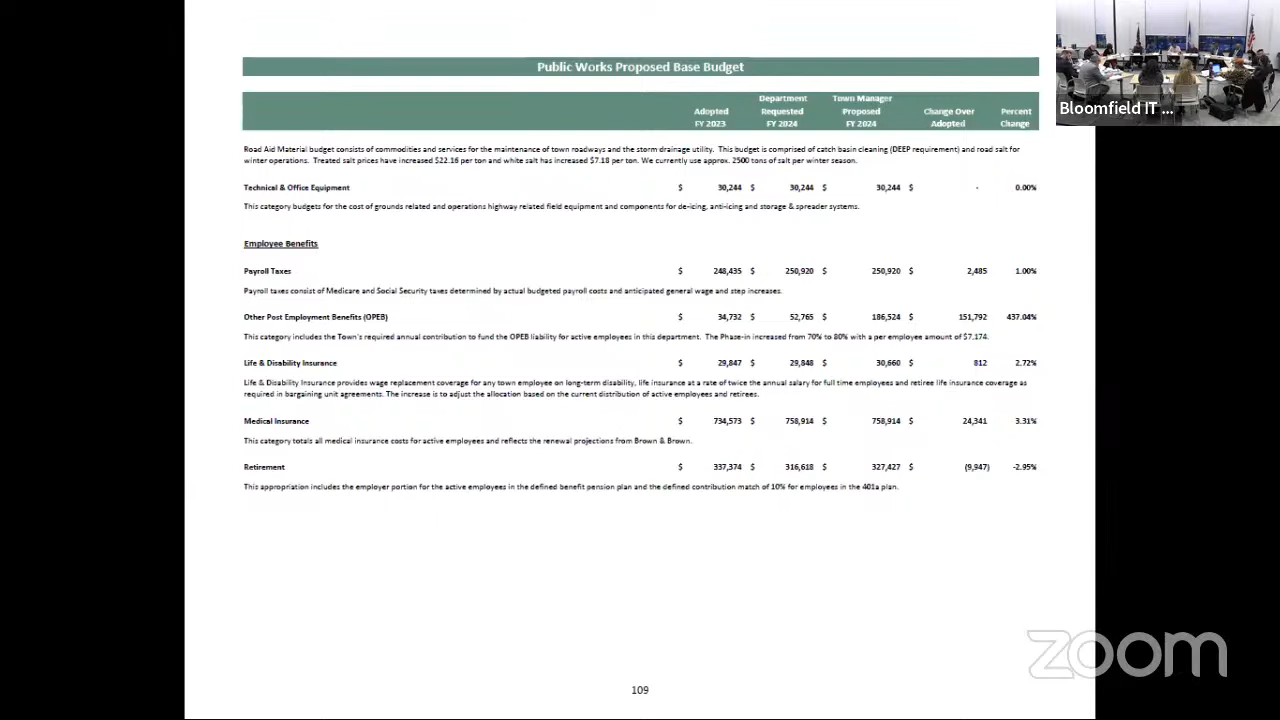 Public Works Proposed Base Budget
Adopted FY 2023 Department Requested FY 2024 Town Manager Proposed FY 2024 Change Over Adopted Percent Change
Road Aid Material budget consists of commodities and services for the maintenance of town roadways and the storm drainage utility. This budget is comprised of catch basin cleaning (DEEP requirement) and road salt for
winter operations. Treated salt prices have increased $22.16 per ton and white salt has increased $7.18 per ton. We currently use approx. 2500 tons of salt per winter season.
Technical & Office Equipment $ 30,244 $ 30,244 $ 30,244 $ - 0.00%
This category budgets for the cost of grounds related and operations highway related field equipment and components for de-icing, anti-icing and storage & spreader systems.
Employee Benefits
Payroll Taxes $ 248,435 $ 250,920 $ 250,920 $ 2,485 1.00%
Payroll taxes consist of Medicare and Social Security taxes determined by actual budgeted payroll costs and anticipated general wage and step increases.
Other Post Employment Benefits (OPEB) $ 34,732 $ 52,765 $ 186,524 $ 151,792 437.04%
This category includes the Town's required annual contribution to fund the OPEB liability for active employees in this department. The Phase-in increased from 70% to 80% with a per employee amount of $7,174.
Life & Disability Insurance $ 29,847 $ 29,848 $ 30,660 $ 812 2.72%
Life & Disability Insurance provides wage replacement coverage for any town employee on long-term disability, life insurance at a rate of twice the annual salary for full time employees and retiree life insurance coverage as
required in bargaining unit agreements. The increase is to adjust the allocation based on the current distribution of active employees and retirees.
Medical Insurance $ 734,573 $ 758,914 $ 758,914 $ 24,341 3.31%
This category totals all medical insurance costs for active employees and reflects the renewal projections from Brown & Brown.
Retirement $ 337,374 $ 316,618 $ 327,427 $ (9,947) -2.95%
This appropriation includes the employer portion for the active employees in the defined benefit pension plan and the defined contribution match of 10% for employees in the 401a plan.
109
Bloomfield IT ...
zoom